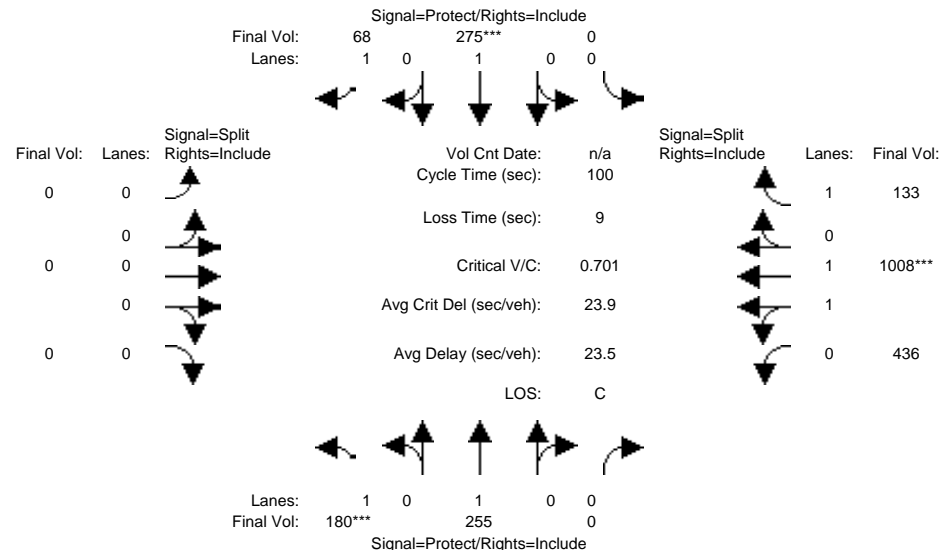 Signal=Protect/Rights=Include
Final Vol: 68 275*** 0
Lanes: 1 0 1 0 0
Signal=Split Signal=Split
Final Vol: Lanes: Rights=Include Vol Cnt Date: n/a Rights=Include Lanes: Final Vol:
Cycle Time (sec): 100
0 0 1 133
Loss Time (sec): 9
0 0
0 0 Critical V/C: 0.701 1 1008***
0 Avg Crit Del (sec/veh): 23.9 1
0 0 Avg Delay (sec/veh): 23.5 0 436
LOS: C
Lanes: 1 0 1 0 0
Final Vol: 180*** 255 0
Signal=Protect/Rights=Include